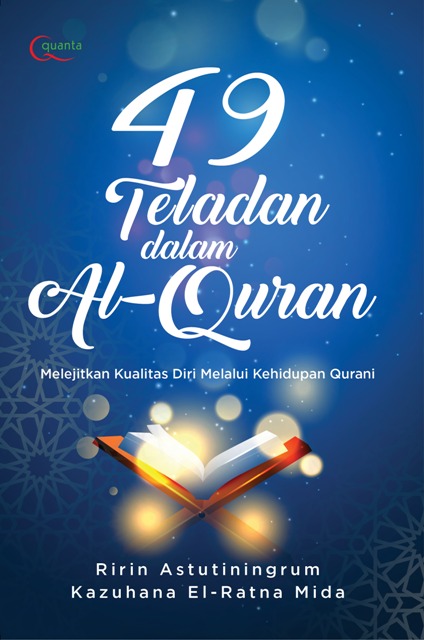 quanta
49
Teladan
dalam
Al-Quran
Melejitkan Kualitas Diri Melalui Kehidupan Qurani
Ririn Astutiningrum
Kazuhana El-Ratna Mida